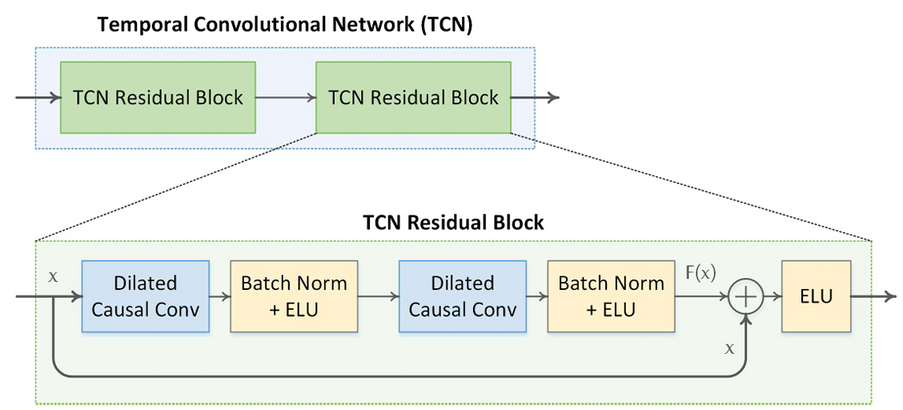 Temporal Convolutional Network (TCN)
TCN Residual Block
TCN Residual Block
TCN Residual Block
x
Dilated
Causal Conv
Batch Norm
+ ELU
Dilated
Causal Conv
Batch Norm
+ ELU
F(x)
+
ELU
x